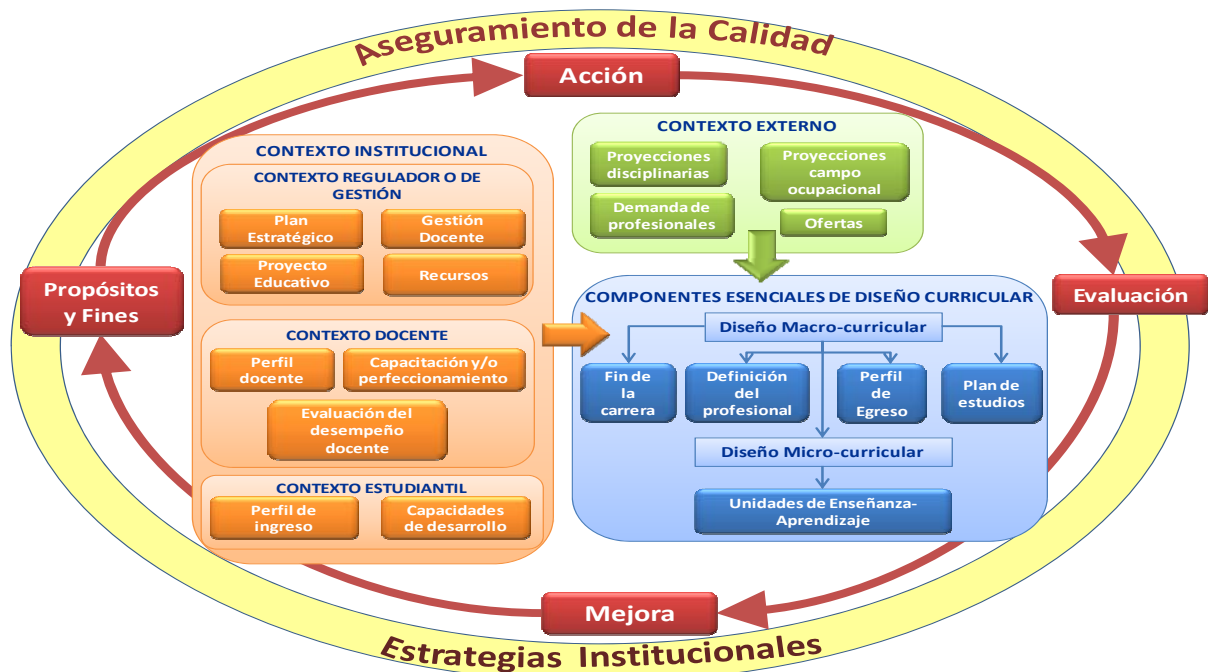 Aseguramiento de la Calidad
Acción
CONTEXTO EXTERNO
Proyecciones
disciplinarias
Proyecciones
campo
ocupacional
Demanda de
profesionales
Ofertas
CONTEXTO INSTITUCIONAL
CONTEXTO REGULADOR O DE
GESTIÓN
Plan
Estratégico
Gestión
Docente
Proyecto
Educativo
Recursos
Propósitos
y Fines
Evaluación
CONTEXTO DOCENTE
Perfil
docente
Capacitación y/o
perfeccionamiento
Evaluación del
desempeño
docente
CONTEXTO ESTUDIANTIL
Perfil de
ingreso
Capacidades
de desarrollo
COMPONENTES ESENCIALES DE DISEÑO CURRICULAR
Diseño Macro-curricular
Fin de
la
carrera
Definición
del
profesional
Perfil
de
Egreso
Plan de
estudios
Diseño Micro-curricular
Unidades de Enseñanza-
Aprendizaje
Mejora
Estrategias Institucionales